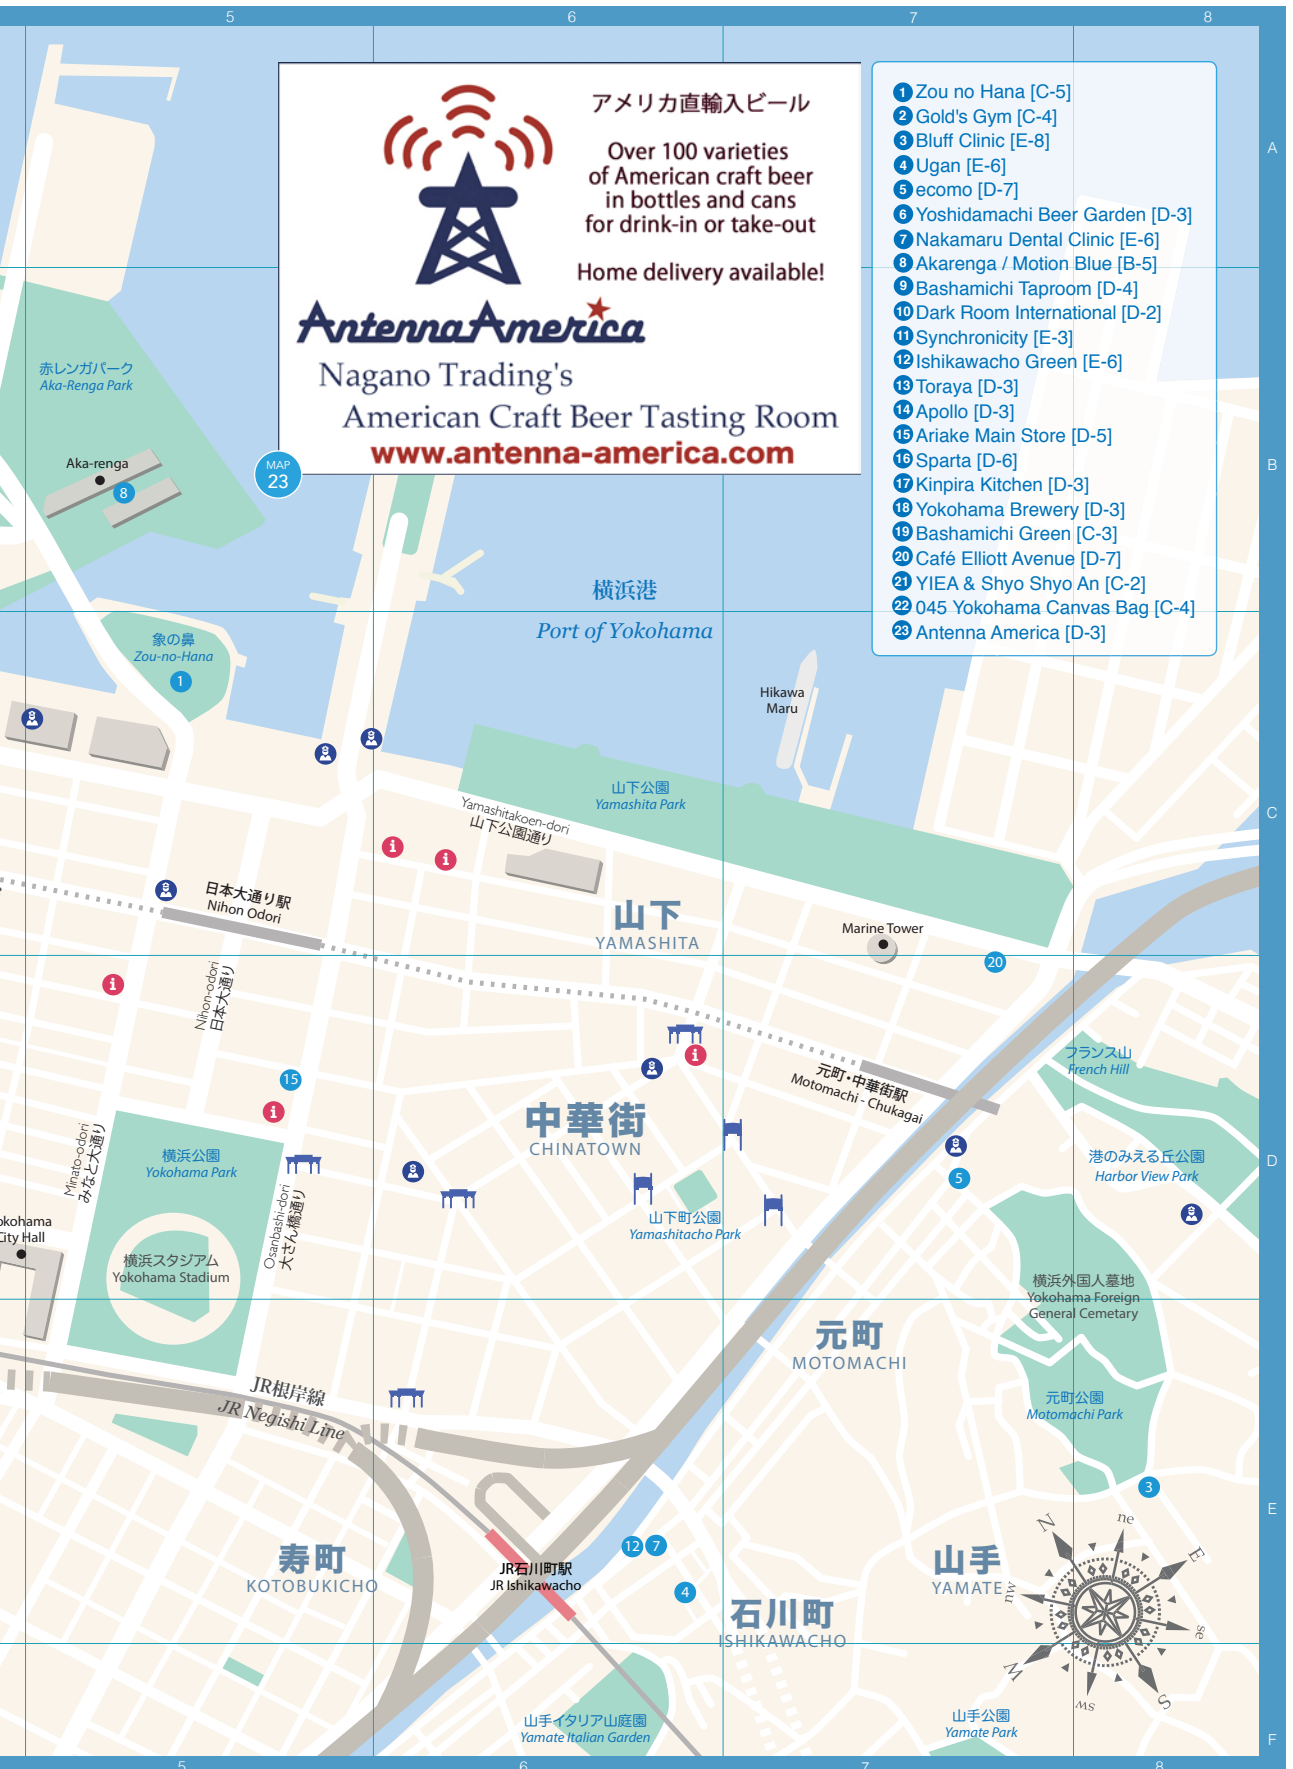 5
6
7
8
アメリカ直輸入ビール
Over 100 varieties
of American craft beer
in bottles and cans
for drink-in or take-out
Home delivery available!
AntennaAmerica
Nagano Trading's
American Craft Beer Tasting Room
www.antenna-america.com
MAP
23
1 Zou no Hana [C-5]
2 Gold's Gym [C-4]
3 Bluff Clinic [E-8]
4 Ugan [E-6]
5 ecomo [D-7]
6 Yoshidamachi Beer Garden [D-3]
7 Nakamaru Dental Clinic [E-6]
8 Akarenga / Motion Blue [B-5]
9 Bashamichi Taproom [D-4]
10 Dark Room International [D-2]
11 Synchronicity [E-3]
12 Ishikawacho Green [E-6]
13 Toraya [D-3]
14 Apollo [D-3]
15 Ariake Main Store [D-5]
16 Sparta [D-6]
17 Kinpira Kitchen [D-3]
18 Yokohama Brewery [D-3]
19 Bashamichi Green [C-3]
20 Café Elliott Avenue [D-7]
21 YIEA & Shyo Shyo An [C-2]
22 045 Yokohama Canvas Bag [C-4]
23 Antenna America [D-3]
A
赤レンガパーク
Aka-Renga Park
Aka-renga
8
B
横浜港
Port of Yokohama
象の鼻
Zou-no-Hana
1
Hikawa
Maru
山下公園
Yamashita Park
Yamashitakoen-dori
山下公園通り
C
i
i
日本大通り駅
Nihon Odori
山下
YAMASHITA
Marine Tower
20
i
Nihon-odori
日本大通り
i
フランス山
French Hill
元町・中華街駅
Motomachi - Chukagai
15
i
中華街
CHINATOWN
Minato-odori
みなと大通り
横浜公園
Yokohama Park
港のみえる丘公園
Harbor View Park
D
5
Osanbashi-dori
大さん橋通り
山下町公園
Yamashitacho Park
okohama
City Hall
横浜スタジアム
Yokohama Stadium
横浜外国人墓地
Yokohama Foreign
General Cemetary
元町
MOTOMACHI
JR根岸線
JR Negishi Line
元町公園
Motomachi Park
3
E
12
7
寿町
KOTOBUKICHO
JR石川町駅
JR Ishikawacho
4
山手
YAMATE
石川町
ISHIKAWACHO
N
ne
E
se
S
sw
W
nw
山手イタリア山庭園
Yamate Italian Garden
山手公園
Yamate Park
F
5
6
7
8